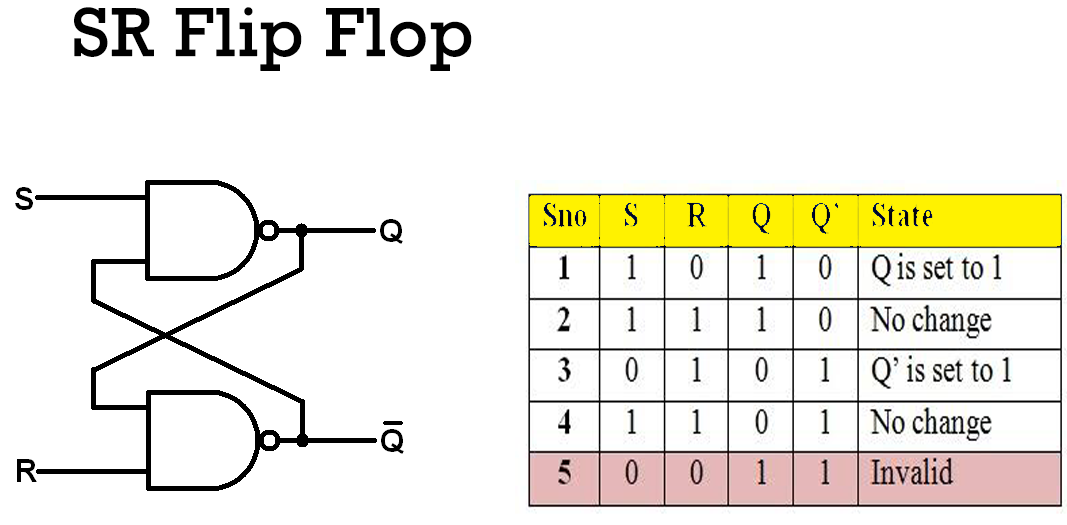 SR Flip Flop
S
Q
R
Q̅
Sno S R Q Q` State
1 1 0 1 0 Q is set to 1
2 1 1 1 0 No change
3 0 1 0 1 Q’ is set to 1
4 1 1 0 1 No change
5 0 0 1 1 Invalid